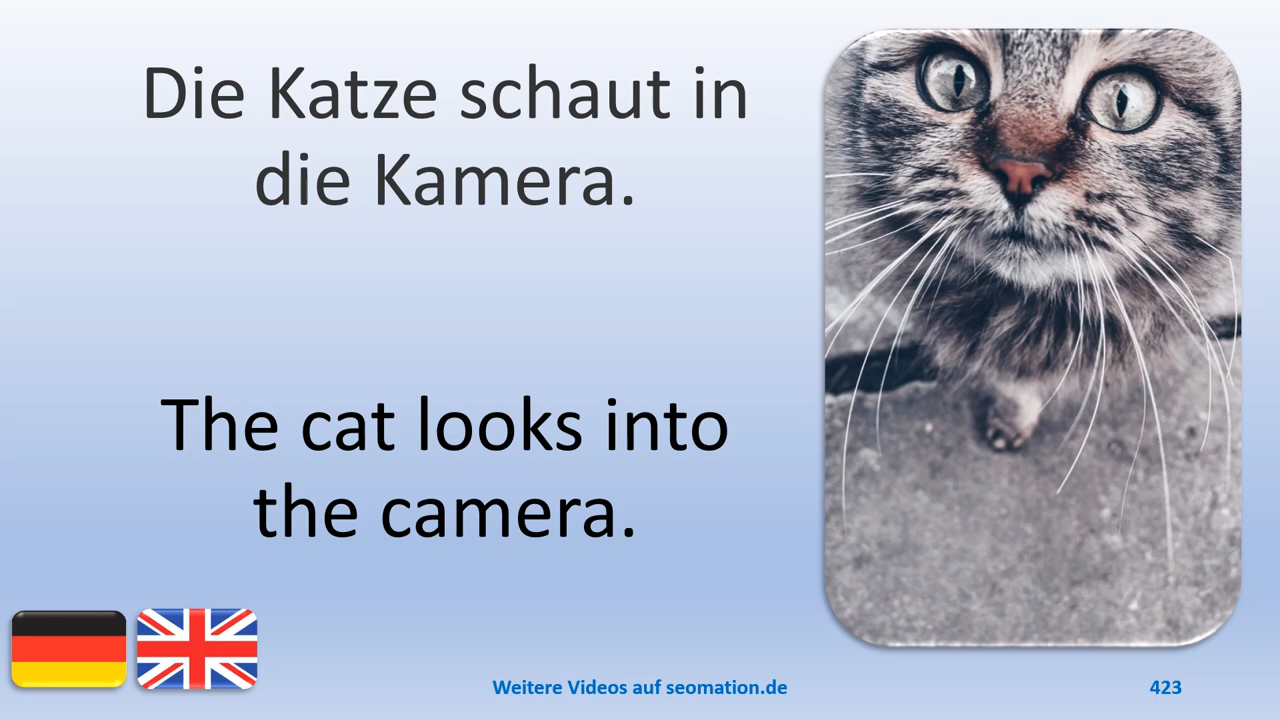 Die Katze schaut in
die Kamera.
The cat looks into
the camera.
Weitere Videos auf seomation.de
423